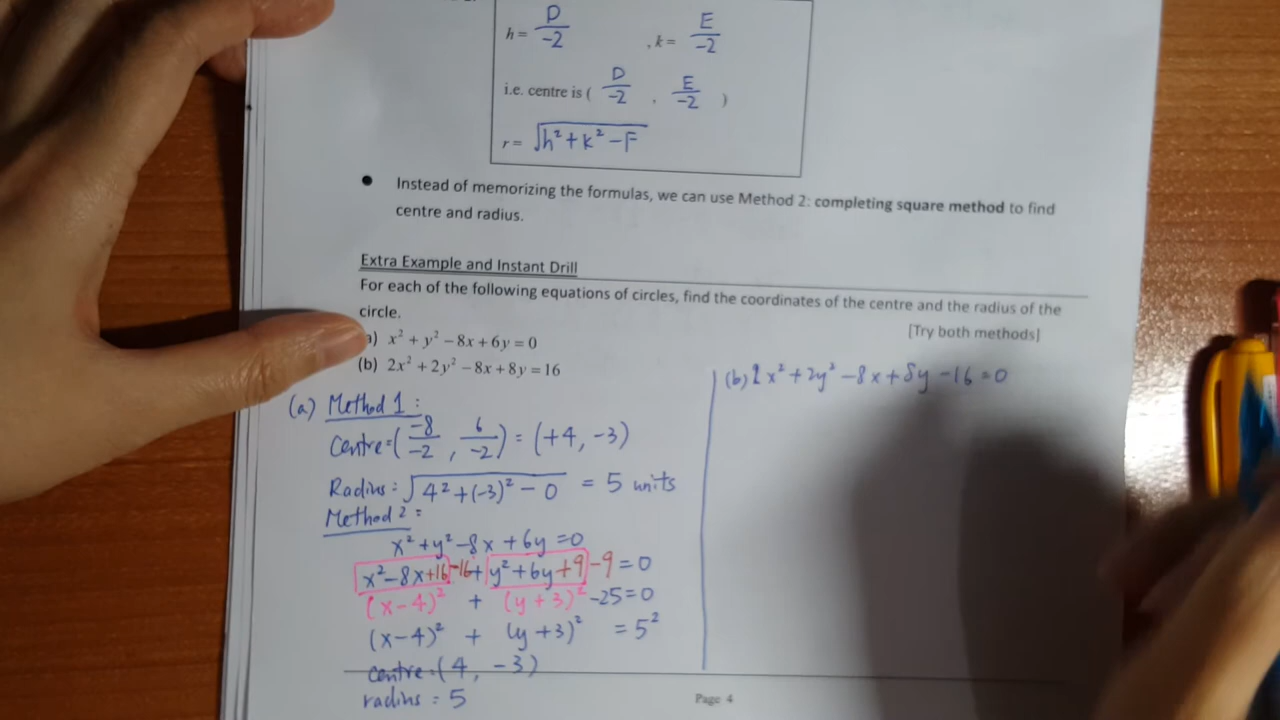 h = D/-2 , k = E/-2
i.e. centre is ( D/-2 , E/-2 )
r = √(h² + k² - F)
● Instead of memorizing the formulas, we can use Method 2: completing square method to find
centre and radius.
Extra Example and Instant Drill
For each of the following equations of circles, find the coordinates of the centre and the radius of the
circle.
[Try both methods]
a) x² + y² - 8x + 6y = 0
(b) 2x² + 2y² - 8x + 8y = 16
(a) Method 1 :
Centre = ( -8/-2 , 6/-2 ) = (+4, -3)
Radius : √(4² + (-3)² - 0) = 5 units
Method 2 :
x² + y² - 8x + 6y = 0
x² - 8x + 16 - 16 + y² + 6y + 9 - 9 = 0
(x - 4)² + (y + 3)² - 25 = 0
(x - 4)² + (y + 3)² = 5²
centre : (4, -3)
radius : 5
(b) 2x² + 2y² - 8x + 8y - 16 = 0
Page 4